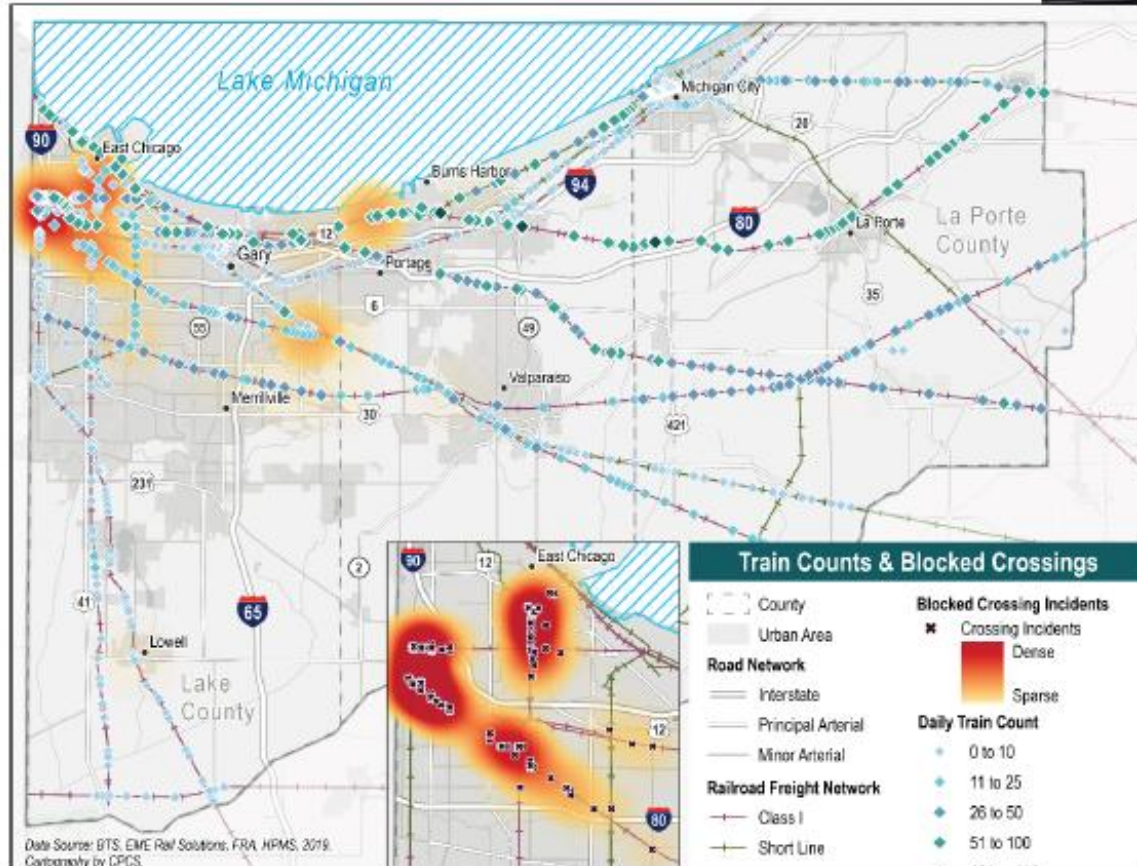 Lake Michigan
Michigan City
90
East Chicago
20
Burns Harbor
94
80
La Porte
La Porte
County
12
Gary
Portage
35
6
55
49
Valparaiso
Merrillville
30
421
231
2
41
65
Lowell
Lake
County
90
12
East Chicago
12
80
Train Counts & Blocked Crossings
County
Urban Area
Road Network
Interstate
Principal Arterial
Minor Arterial
Railroad Freight Network
Class I
Short Line
Blocked Crossing Incidents
Crossing Incidents
Dense
Sparse
Daily Train Count
0 to 10
11 to 25
26 to 50
51 to 100
Data Source: BTS, EME Rail Solutions, FRA, HPMS, 2019.
Cartography by CPCS